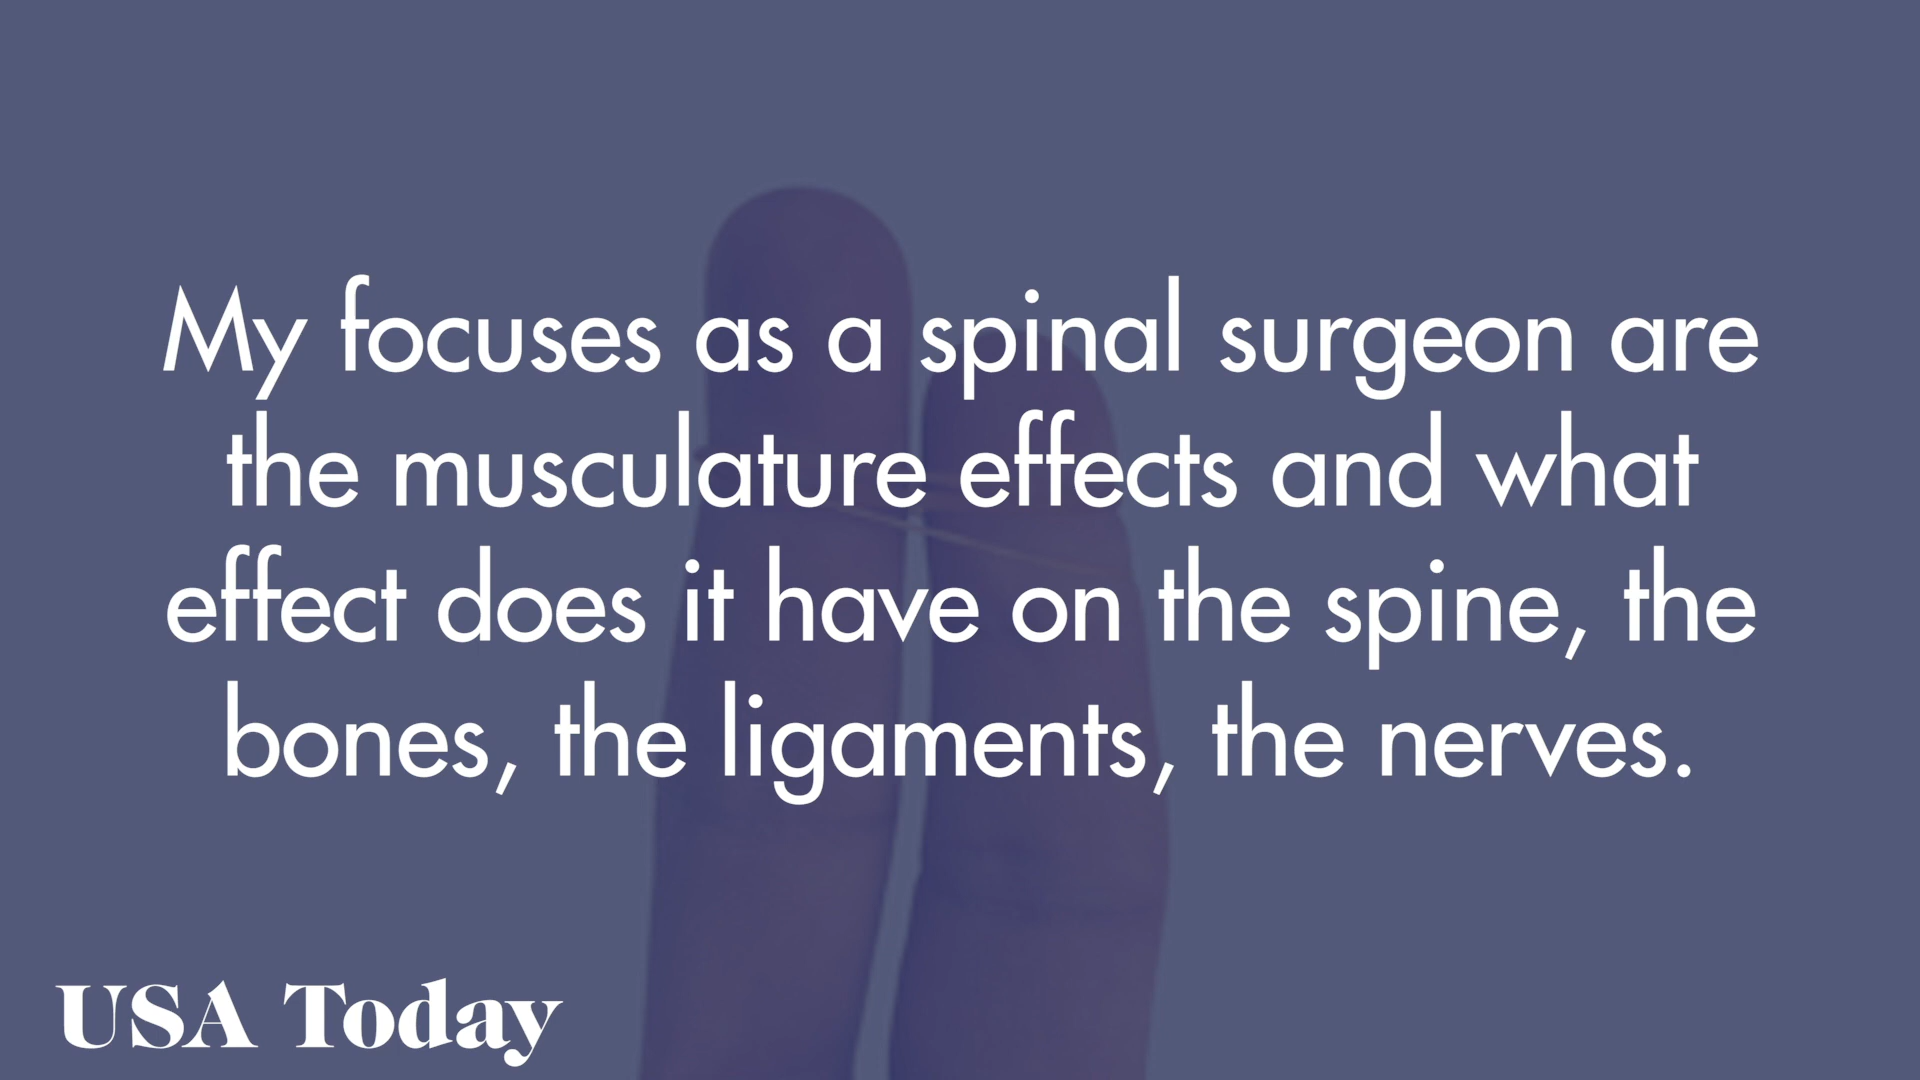 My focuses as a spinal surgeon are
the musculature effects and what
effect does it have on the spine, the
bones, the ligaments, the nerves.
USA Today